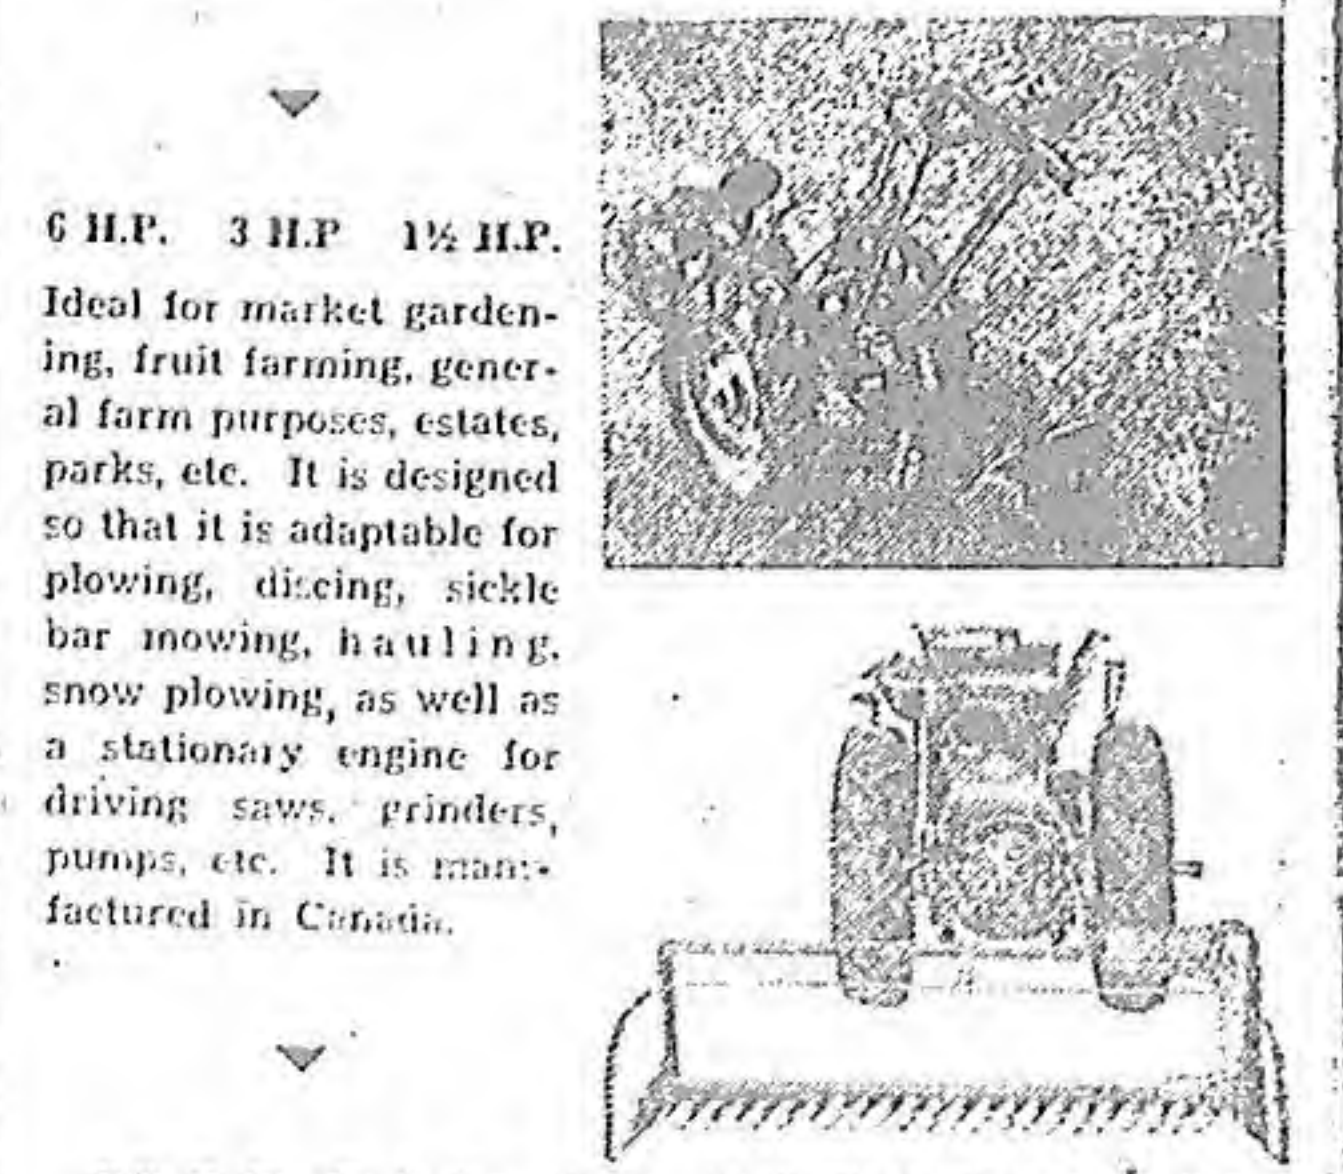 6 H.P. 3 H.P 1½ H.P.
Ideal for market garden-
ing, fruit farming, gener-
al farm purposes, estates,
parks, etc. It is designed
so that it is adaptable for
plowing, discing, sickle
bar mowing, hauling,
snow plowing, as well as
a stationary engine for
driving saws, grinders,
pumps, etc. It is manu-
factured in Canada.